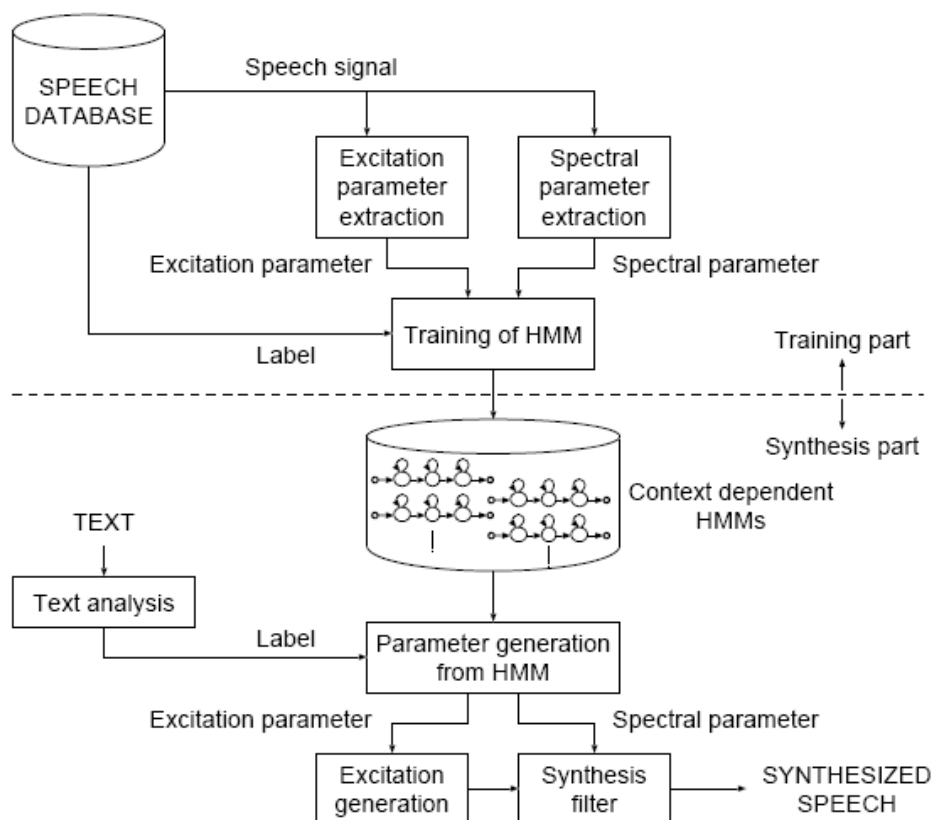 SPEECH
DATABASE
Speech signal
Excitation
parameter
extraction
Spectral
parameter
extraction
Excitation parameter
Spectral parameter
Training of HMM
Label
Training part
Synthesis part
Context dependent
HMMs
TEXT
Text analysis
Label
Parameter generation
from HMM
Excitation parameter
Spectral parameter
Excitation
generation
Synthesis
filter
SYNTHESIZED
SPEECH